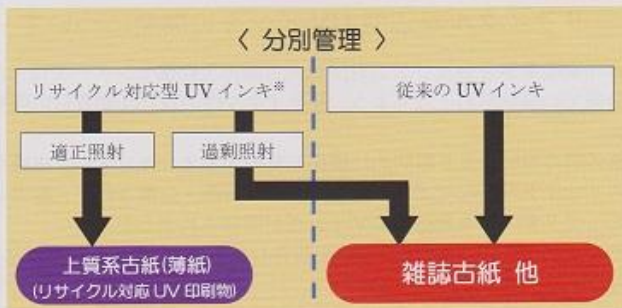 〈 分別管理 〉
リサイクル対応型 UV インキ※
従来の UV インキ
適正照射
過剰照射
上質系古紙(薄紙)
(リサイクル対応 UV 印刷物)
雑誌古紙 他